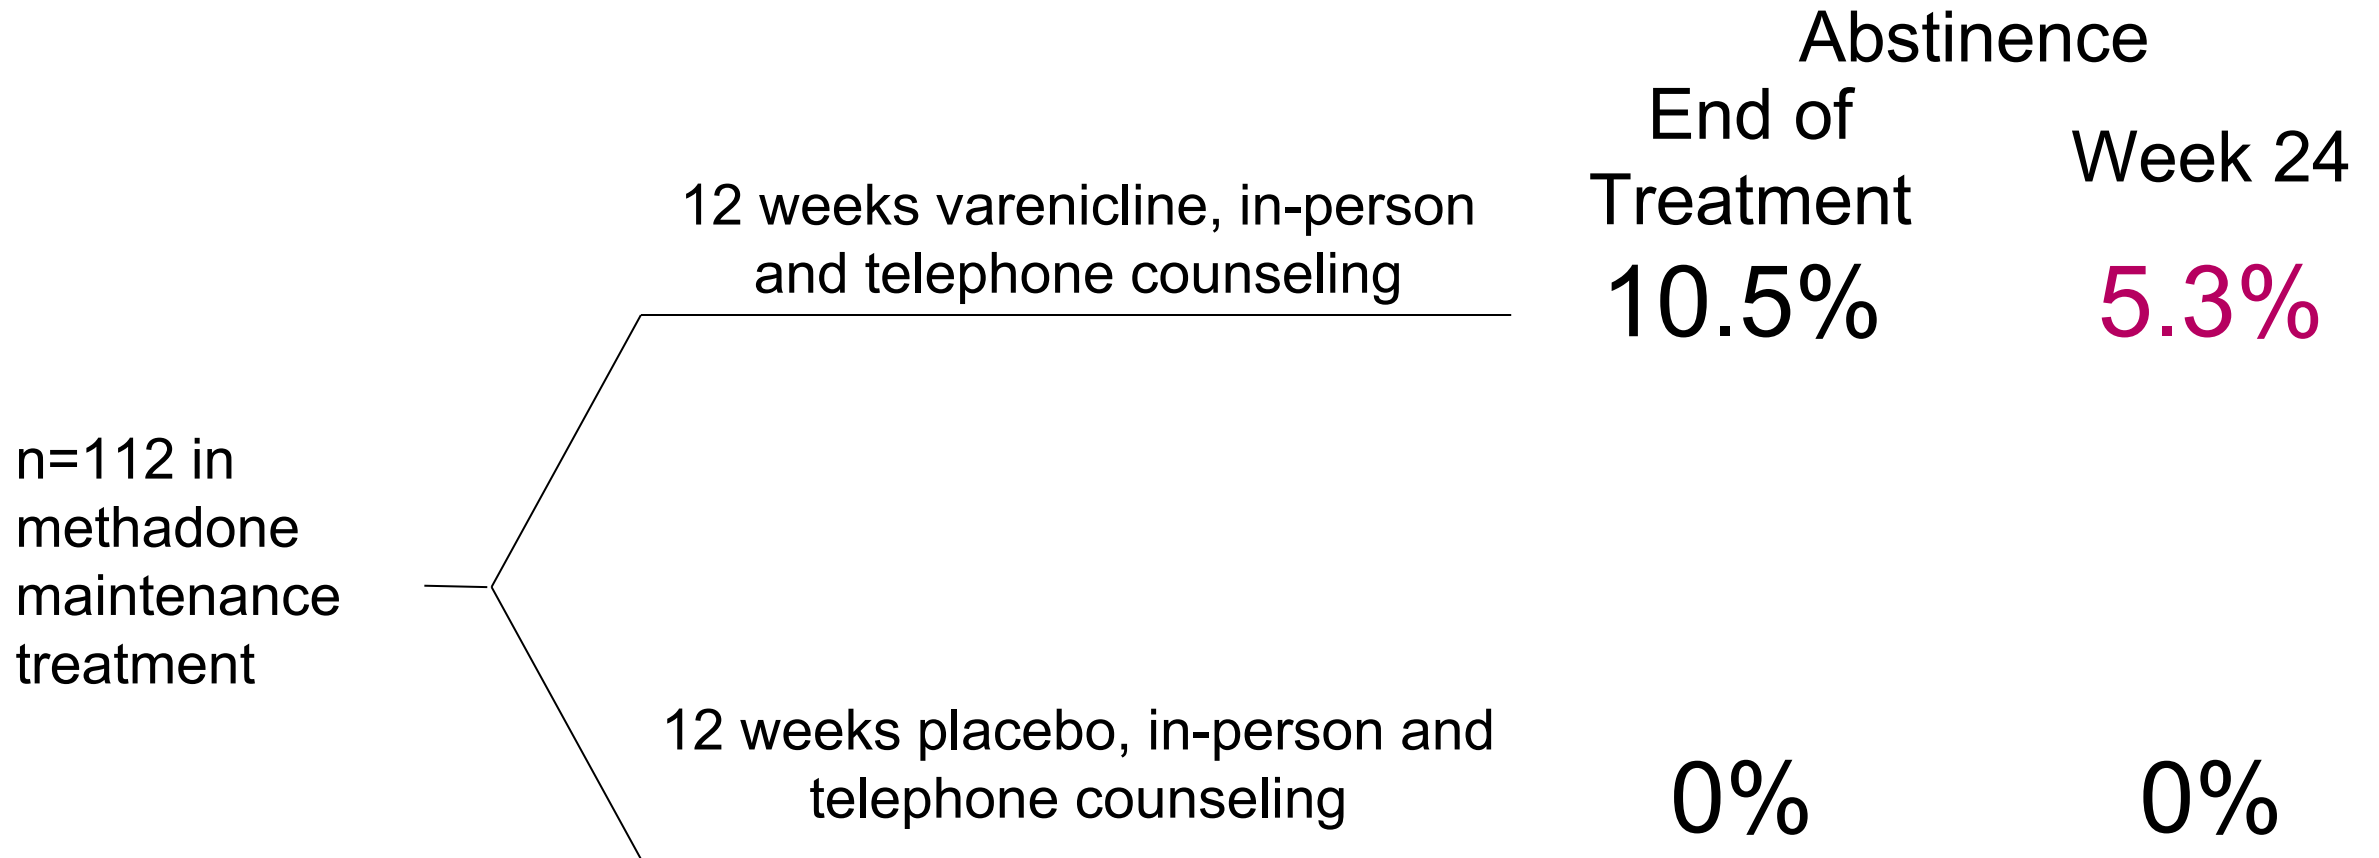 Abstinence
End of
Treatment
Week 24
12 weeks varenicline, in-person
and telephone counseling
10.5%
5.3%
n=112 in
methadone
maintenance
treatment
12 weeks placebo, in-person and
telephone counseling
0%
0%